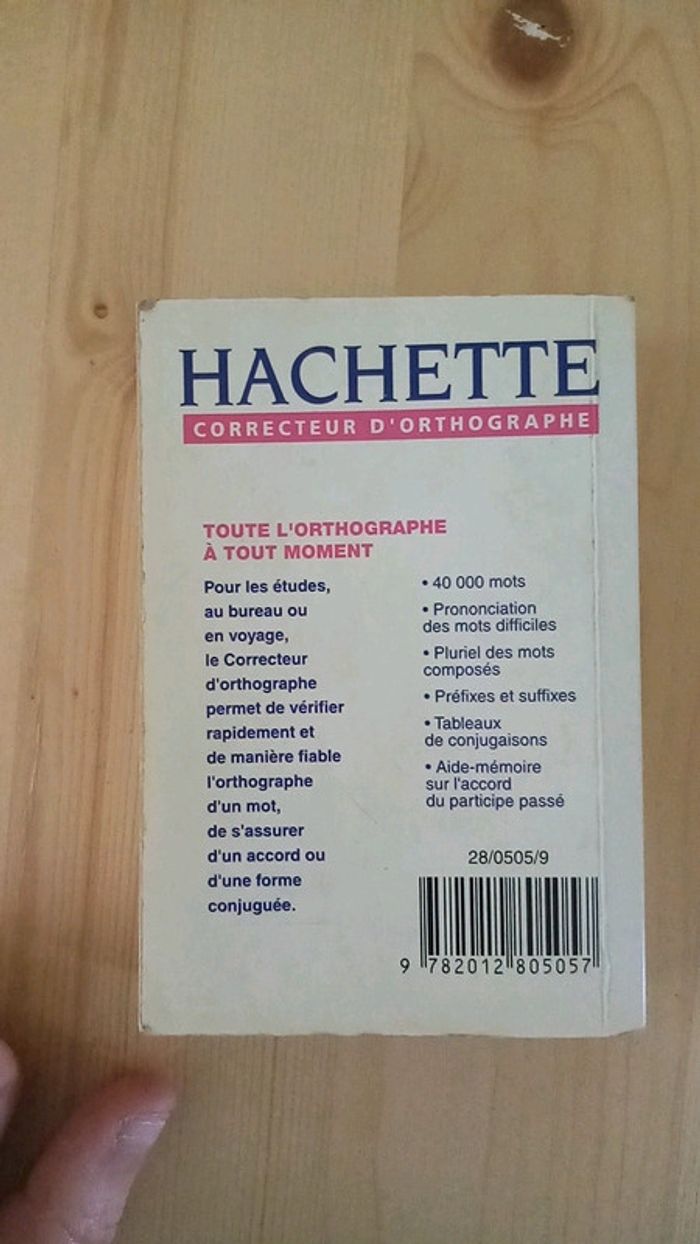 HACHETTE
CORRECTEUR D'ORTHOGRAPHE
TOUTE L'ORTHOGRAPHE
À TOUT MOMENT
Pour les études,
au bureau ou
en voyage,
le Correcteur
d'orthographe
permet de vérifier
rapidement et
de manière fiable
l'orthographe
d'un mot,
de s'assurer
d'un accord ou
d'une forme
conjuguée.
• 40 000 mots
• Prononciation
des mots difficiles
• Pluriel des mots
composés
• Préfixes et suffixes
• Tableaux
de conjugaisons
• Aide-mémoire
sur l'accord
du participe passé
28/0505/9
9 782012 805057